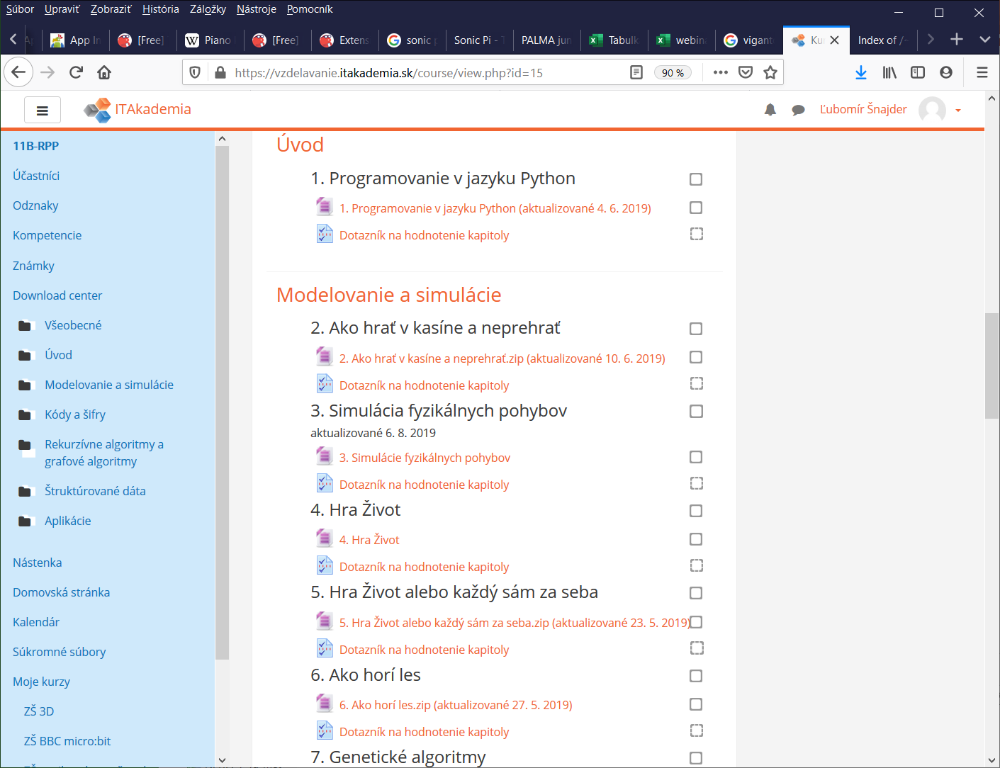 Súbor Upraviť Zobraziť História Záložky Nástroje Pomocník
App In [Free] Piano [Free] Extens sonic p Sonic Pi - T PALMA jun Tabulk webin vigant Ku Index of /
https://vzdelavanie.itakademia.sk/course/view.php?id=15 90 %
ITAkademia
Ľubomír Šnajder
11B-RPP
Účastníci
Odznaky
Kompetencie
Známky
Download center
Všeobecné
Úvod
Modelovanie a simulácie
Kódy a šifry
Rekurzívne algoritmy a
grafové algoritmy
Štruktúrované dáta
Aplikácie
Nástenka
Domovská stránka
Kalendár
Súkromné súbory
Moje kurzy
ZŠ 3D
ZŠ BBC micro:bit
Úvod
1. Programovanie v jazyku Python
1. Programovanie v jazyku Python (aktualizované 4. 6. 2019)
Dotazník na hodnotenie kapitoly
Modelovanie a simulácie
2. Ako hrať v kasíne a neprehrať
2. Ako hrať v kasíne a neprehrať.zip (aktualizované 10. 6. 2019)
Dotazník na hodnotenie kapitoly
3. Simulácia fyzikálnych pohybov
aktualizované 6. 8. 2019
3. Simulácie fyzikálnych pohybov
Dotazník na hodnotenie kapitoly
4. Hra Život
4. Hra Život
Dotazník na hodnotenie kapitoly
5. Hra Život alebo každý sám za seba
5. Hra Život alebo každý sám za seba.zip (aktualizované 23. 5. 2019)
Dotazník na hodnotenie kapitoly
6. Ako horí les
6. Ako horí les.zip (aktualizované 27. 5. 2019)
Dotazník na hodnotenie kapitoly
7. Genetické algoritmy